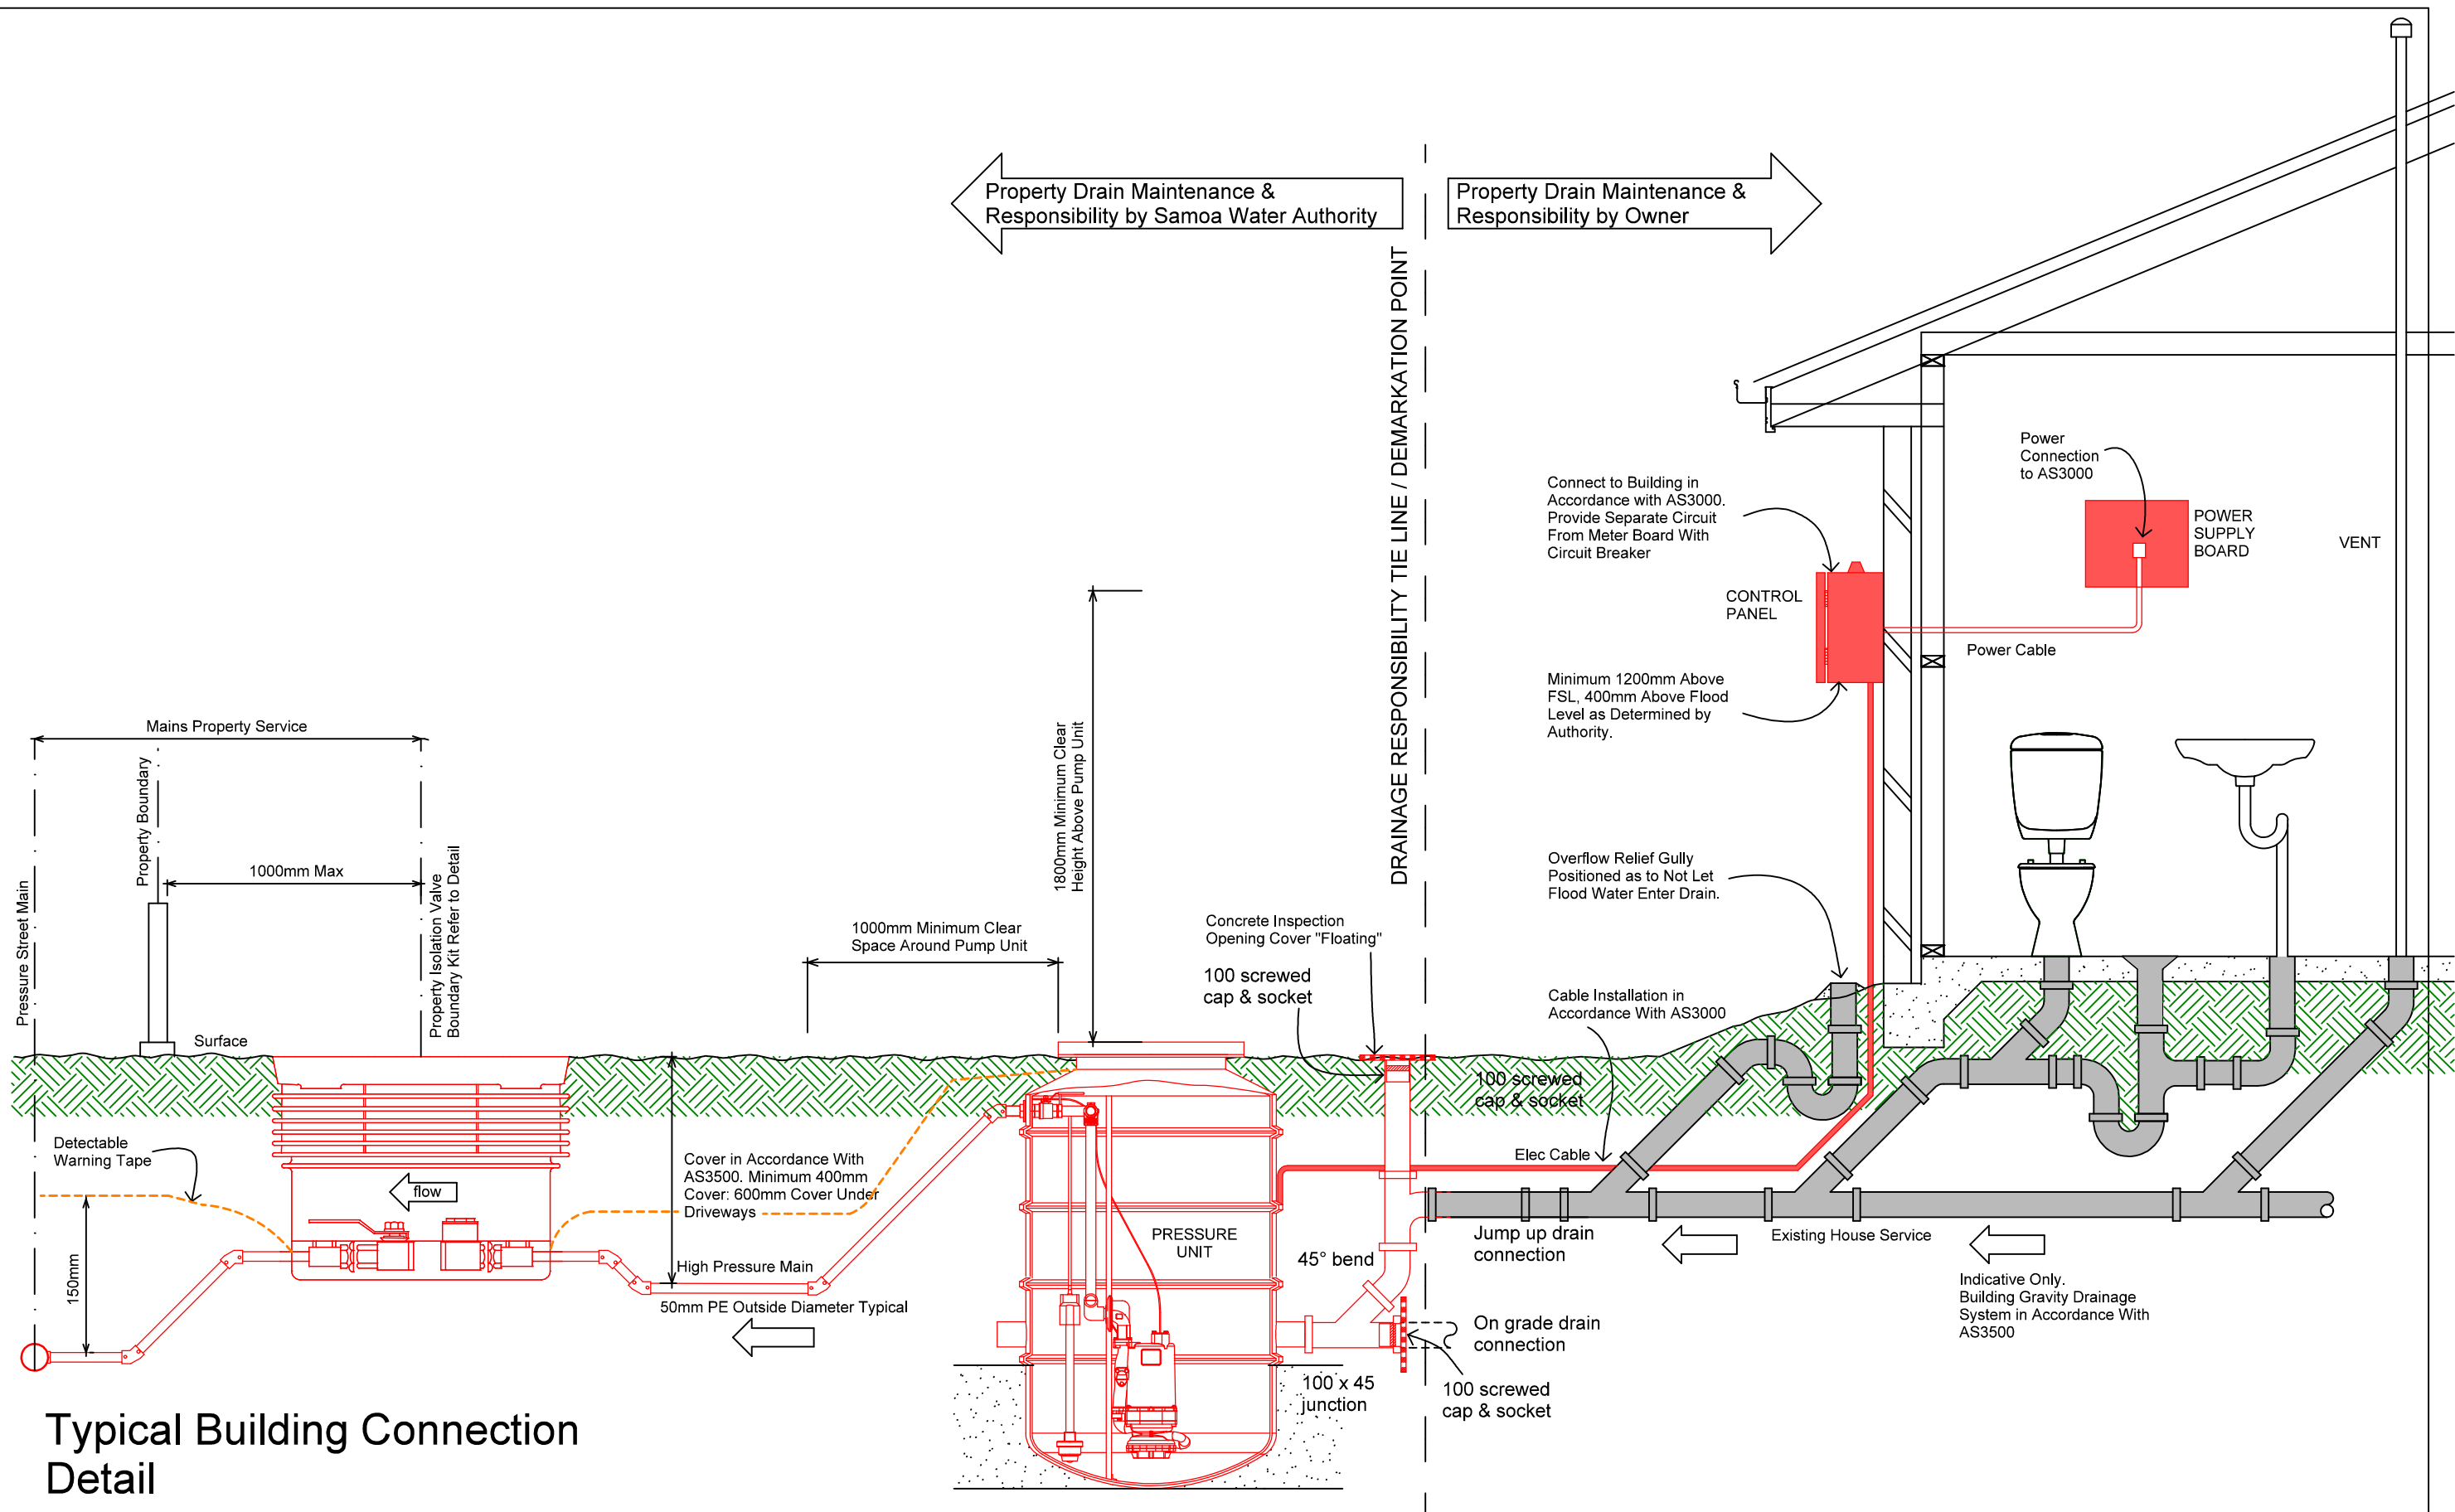 Property Drain Maintenance &
Responsibility by Samoa Water Authority
Property Drain Maintenance &
Responsibility by Owner
DRAINAGE RESPONSIBILITY TIE LINE / DEMARKATION POINT
Power
Connection
to AS3000
POWER
SUPPLY
BOARD
VENT
Connect to Building in
Accordance with AS3000.
Provide Separate Circuit
From Meter Board With
Circuit Breaker
CONTROL
PANEL
Power Cable
Minimum 1200mm Above
FSL, 400mm Above Flood
Level as Determined by
Authority.
Mains Property Service
Property Boundary
1000mm Max
Pressure Street Main
Property Isolation Valve
Boundary Kit Refer to Detail
1800mm Minimum Clear
Height Above Pump Unit
1000mm Minimum Clear
Space Around Pump Unit
Concrete Inspection
Opening Cover "Floating"
100 screwed
cap & socket
Overflow Relief Gully
Positioned as to Not Let
Flood Water Enter Drain.
Cable Installation in
Accordance With AS3000
Surface
100 screwed
cap & socket
Detectable
Warning Tape
flow
Cover in Accordance With
AS3500. Minimum 400mm
Cover: 600mm Cover Under
Driveways
Elec Cable
150mm
High Pressure Main
50mm PE Outside Diameter Typical
PRESSURE
UNIT
45° bend
Jump up drain
connection
Existing House Service
Indicative Only.
Building Gravity Drainage
System in Accordance With
AS3500
On grade drain
connection
100 x 45
junction
100 screwed
cap & socket
Typical Building Connection
Detail